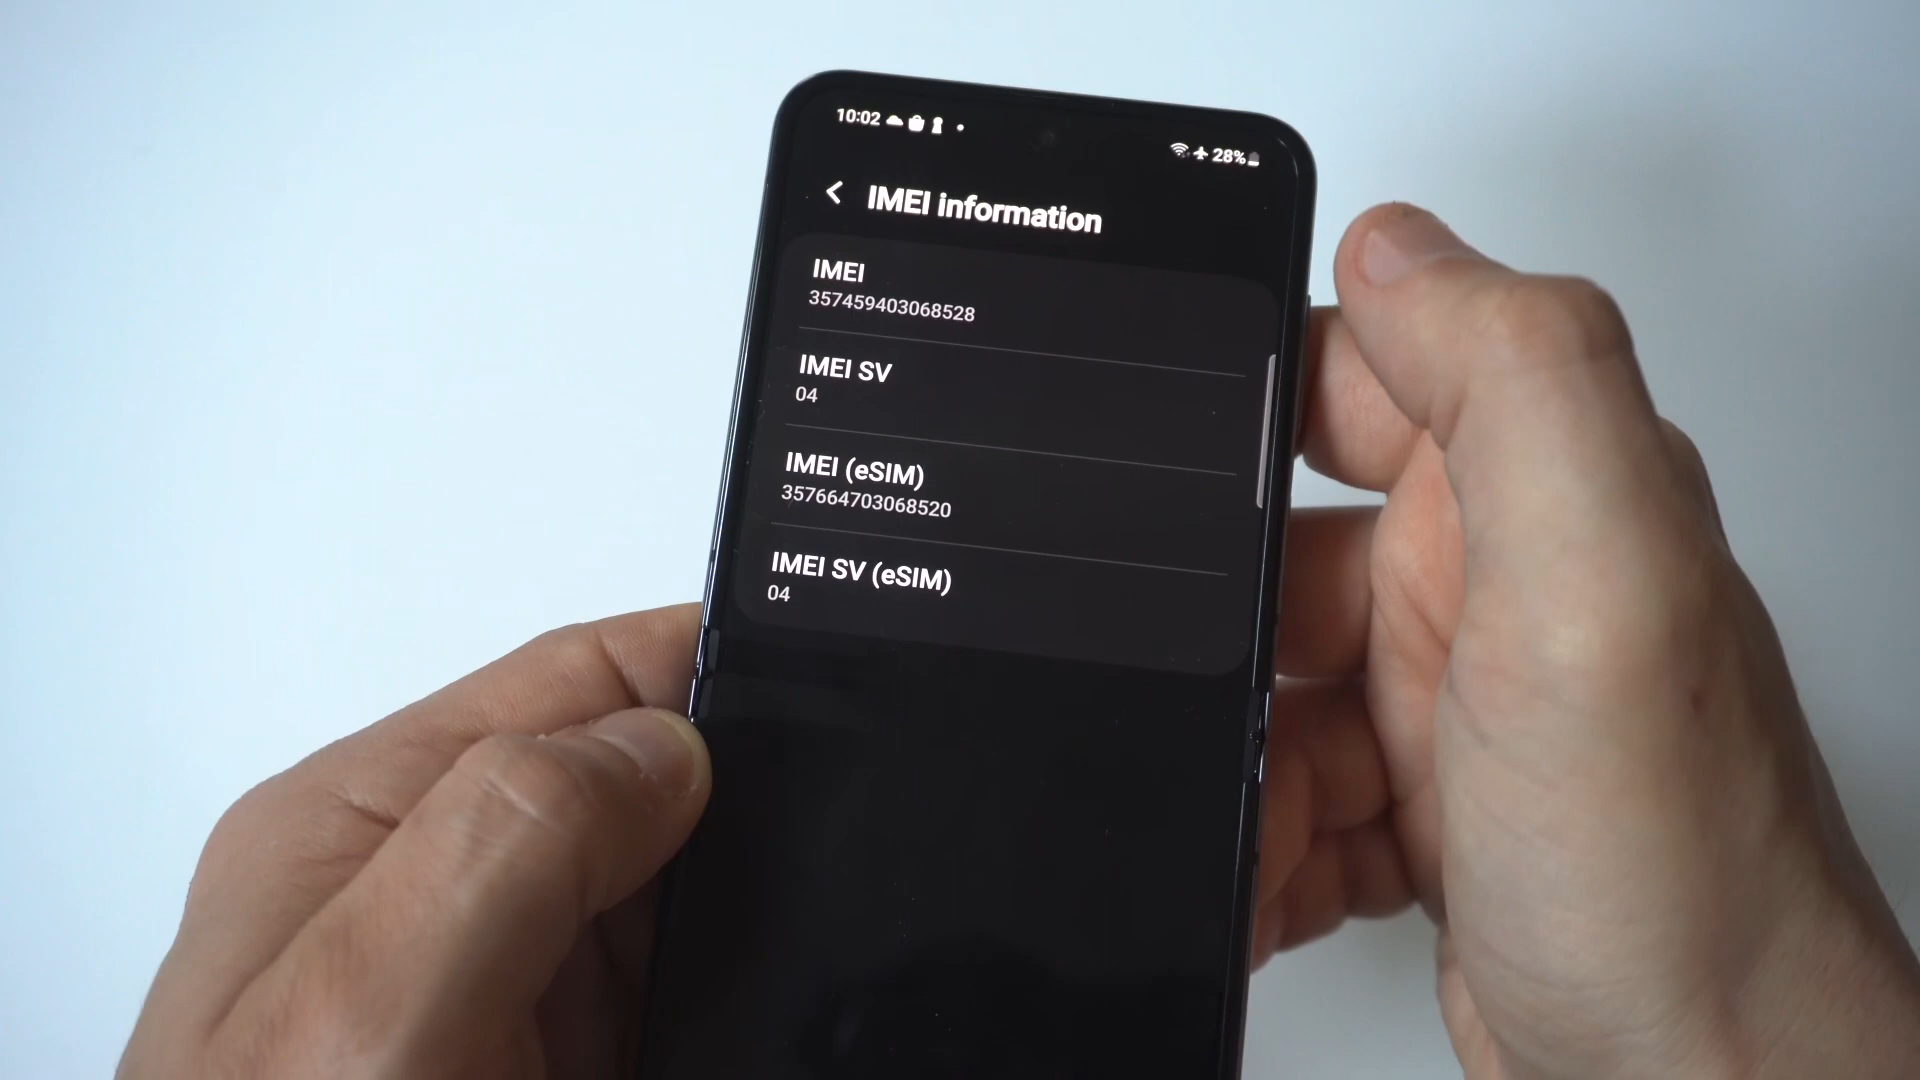 10:02
28%
IMEI information
IMEI
357459403068528
IMEI SV
04
IMEI (eSIM)
357664703068520
IMEI SV (eSIM)
04